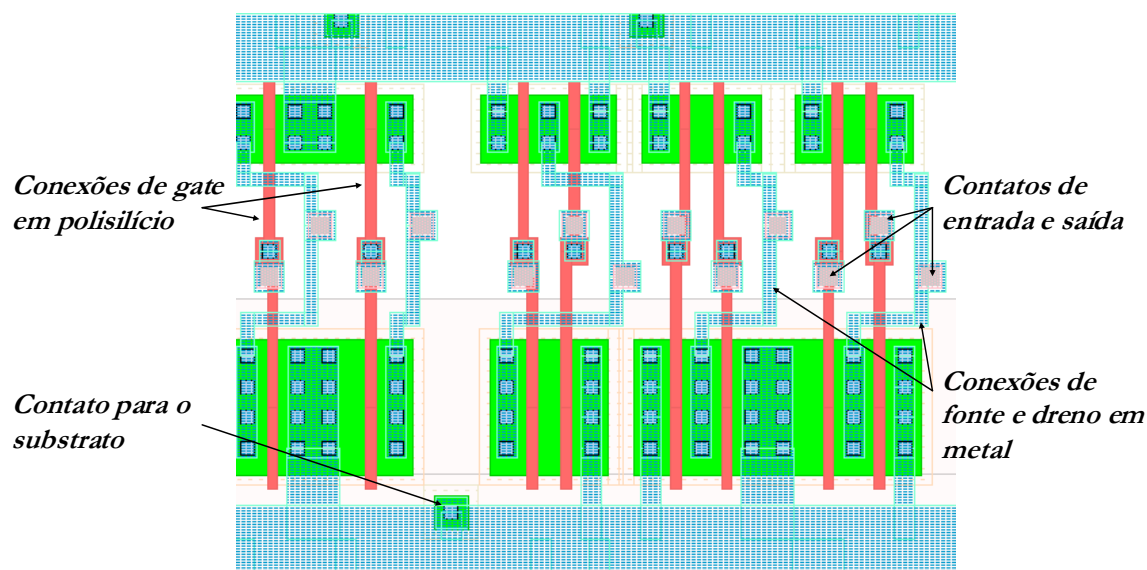 Conexões de gate
em polisilício
Contato para o
substrato
Contatos de
entrada e saída
Conexões de
fonte e dreno em
metal